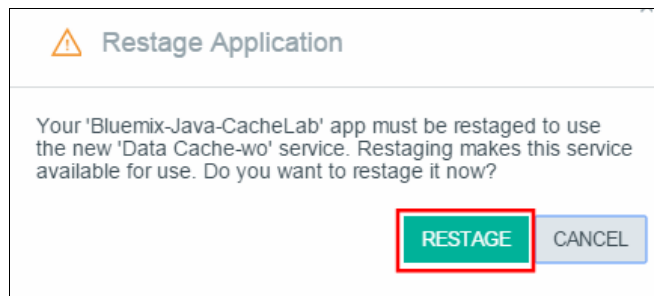 Restage Application
Your 'Bluemix-Java-CacheLab' app must be restaged to use
the new 'Data Cache-wo' service. Restaging makes this service
available for use. Do you want to restage it now?
RESTAGE CANCEL